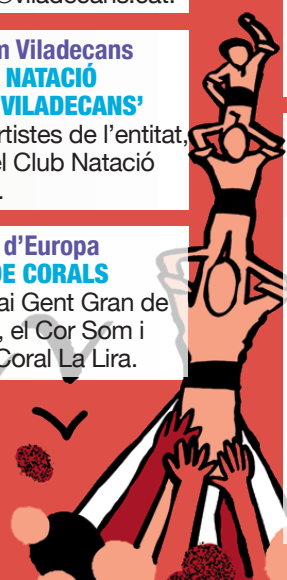 @viladecans.cat.
m Viladecans
NATACIÓ
VILADECANS’
rtistes de l’entitat,
el Club Natació
d’Europa
DE CORALS
ai Gent Gran de
, el Cor Som i
Coral La Lira.